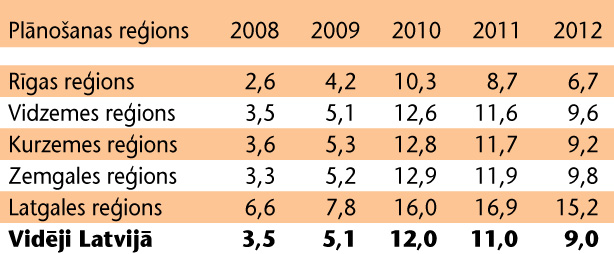 Plānošanas reģions 2008 2009 2010 2011 2012
Rīgas reģions 2,6 4,2 10,3 8,7 6,7
Vidzemes reģions 3,5 5,1 12,6 11,6 9,6
Kurzemes reģions 3,6 5,3 12,8 11,7 9,2
Zemgales reģions 3,3 5,2 12,9 11,9 9,8
Latgales reģions 6,6 7,8 16,0 16,9 15,2
Vidēji Latvijā 3,5 5,1 12,0 11,0 9,0